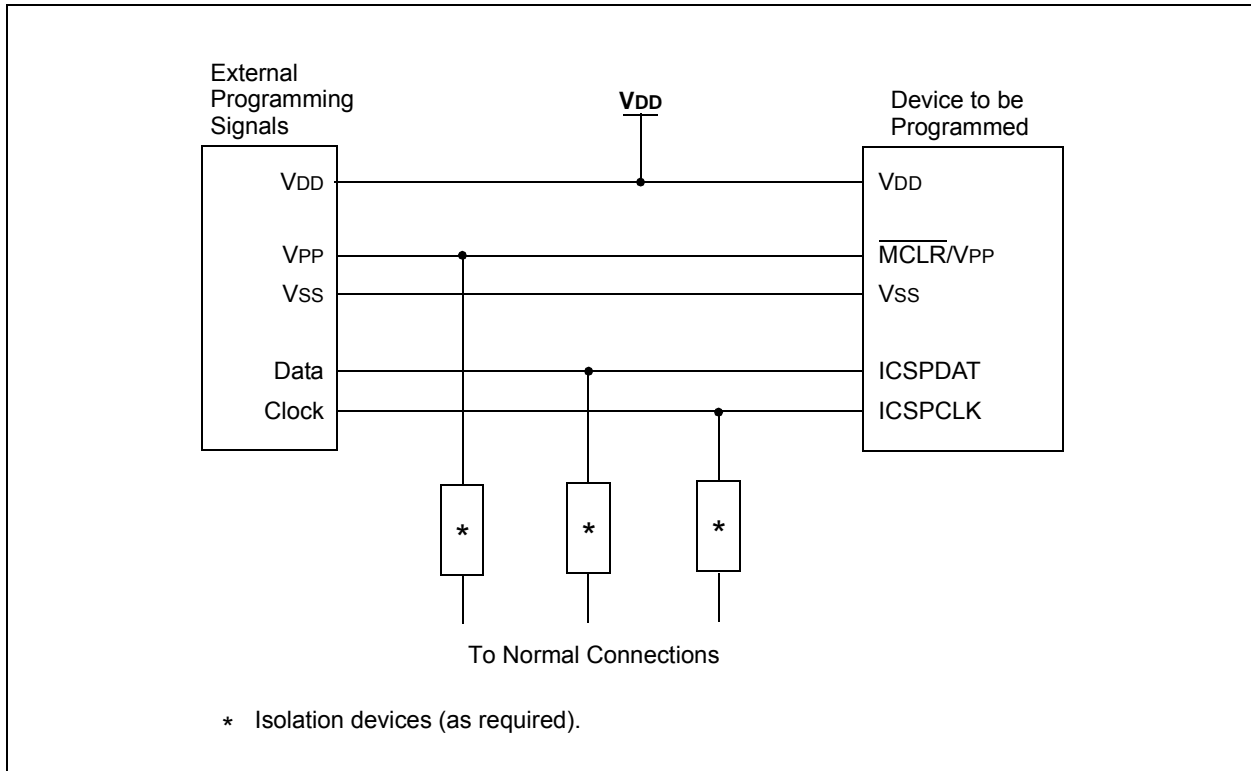 External
Programming
Signals
VDD
Device to be
Programmed
VDD
VDD
VPP
MCLR/VPP
VSS
VSS
Data
ICSPDAT
Clock
ICSPCLK
*
*
*
To Normal Connections
* Isolation devices (as required).